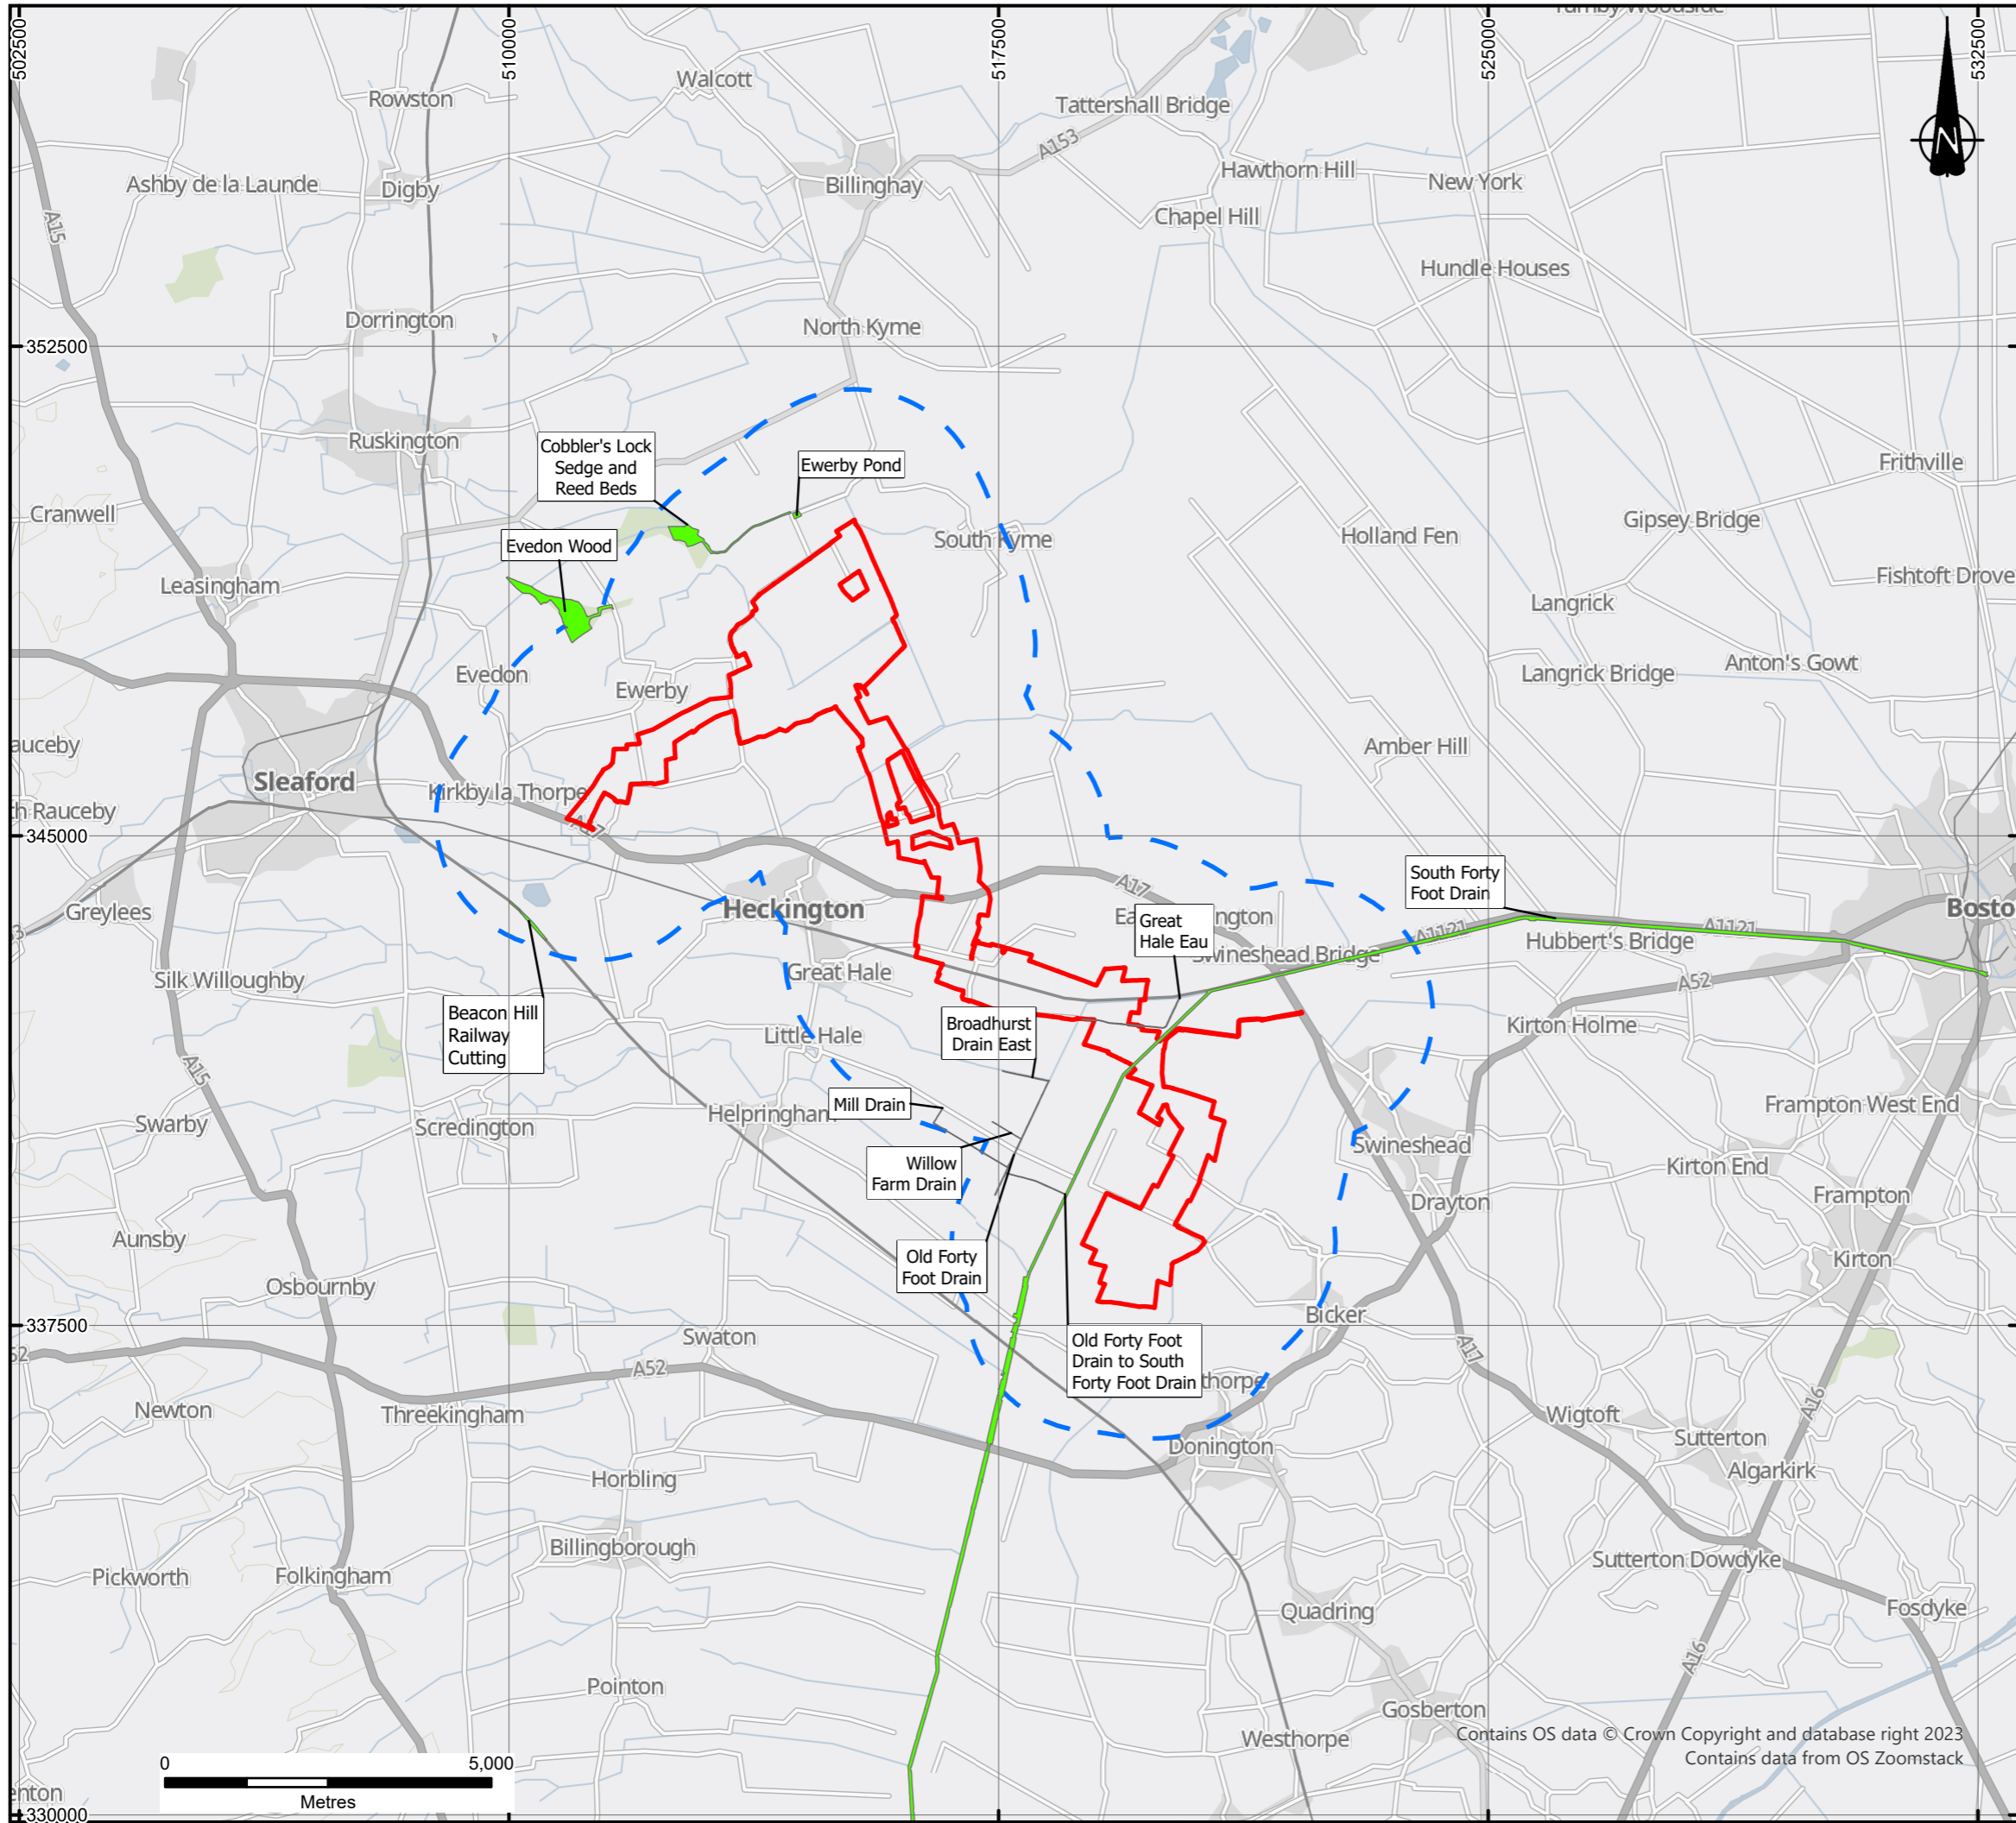 502500
510000
517500
525000
532500
Walcott
Rowston
Tattershall Bridge
A153
Hawthorn Hill
New York
Ashby de la Launde
Digby
Billinghay
A15
Chapel Hill
Hundle Houses
Dorrington
North Kyme
352500
Ruskington
Cobbler's Lock
Sedge and
Reed Beds
Ewerby Pond
Frithville
Cranwell
Gipsey Bridge
Evedon Wood
South Kyme
Holland Fen
Leasingham
Fishtoft Drove
Langrick
Evedon
Ewerby
Langrick Bridge
Anton's Gowt
auceby
Amber Hill
Sleaford
Kirkby la Thorpe
th Rauceby
A17
345000
South Forty
Foot Drain
A17
Greylees
Heckington
Great
Hale Eau
A1121
A1121
Bosto
Hubbert's Bridge
Swineshead Bridge
Silk Willoughby
Great Hale
A52
Beacon Hill
Railway
Cutting
Broadhurst
Drain East
Little Hale
Kirton Holme
A15
Mill Drain
Helpringham
Frampton West End
Swarby
Scredington
Swineshead
Willow
Farm Drain
Kirton End
Drayton
Frampton
Aunsby
Old Forty
Foot Drain
Kirton
Osbournby
Bicker
337500
Swaton
Old Forty Foot
Drain to South
Forty Foot Drain
thorpe
A17
52
A52
Newton
Threekingham
A16
Wigtoft
Sutterton
Donington
Algarkirk
Horbling
Billingborough
Sutterton Dowdyke
Pickworth
Folkingham
Quadring
Fosdyke
A16
Pointon
Gosberton
Westhorpe
Contains OS data © Crown Copyright and database right 2023
Contains data from OS Zoomstack
0 5,000
Metres
enton
330000
N